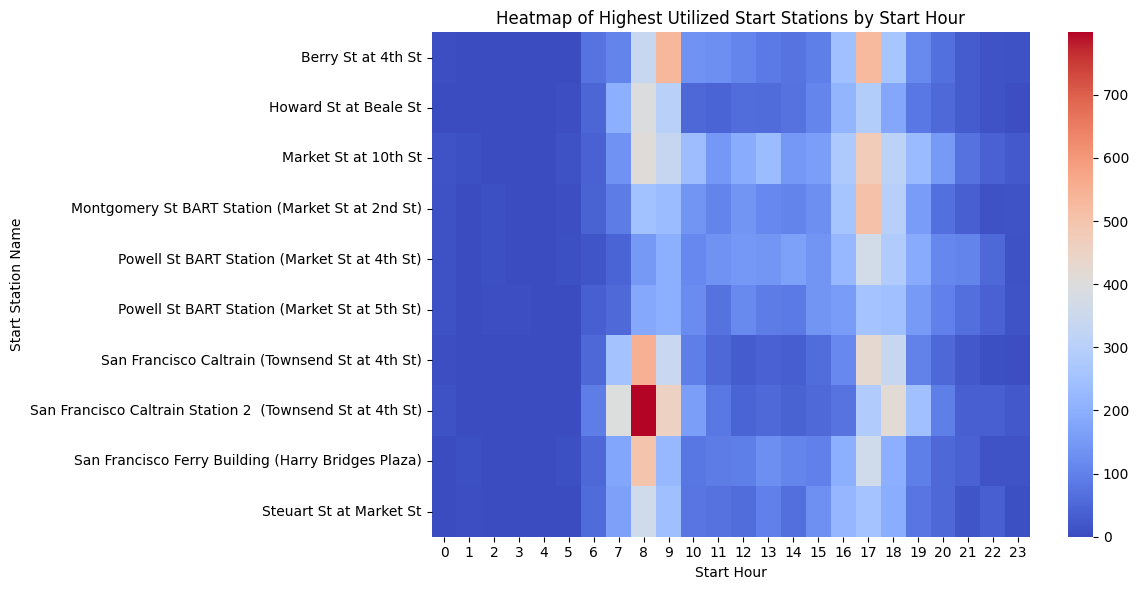 Heatmap of Highest Utilized Start Stations by Start Hour
Start Station Name
Berry St at 4th St
Howard St at Beale St
Market St at 10th St
Montgomery St BART Station (Market St at 2nd St)
Powell St BART Station (Market St at 4th St)
Powell St BART Station (Market St at 5th St)
San Francisco Caltrain (Townsend St at 4th St)
San Francisco Caltrain Station 2  (Townsend St at 4th St)
San Francisco Ferry Building (Harry Bridges Plaza)
Steuart St at Market St
0 1 2 3 4 5 6 7 8 9 10 11 12 13 14 15 16 17 18 19 20 21 22 23
Start Hour
700
600
500
400
300
200
100
0